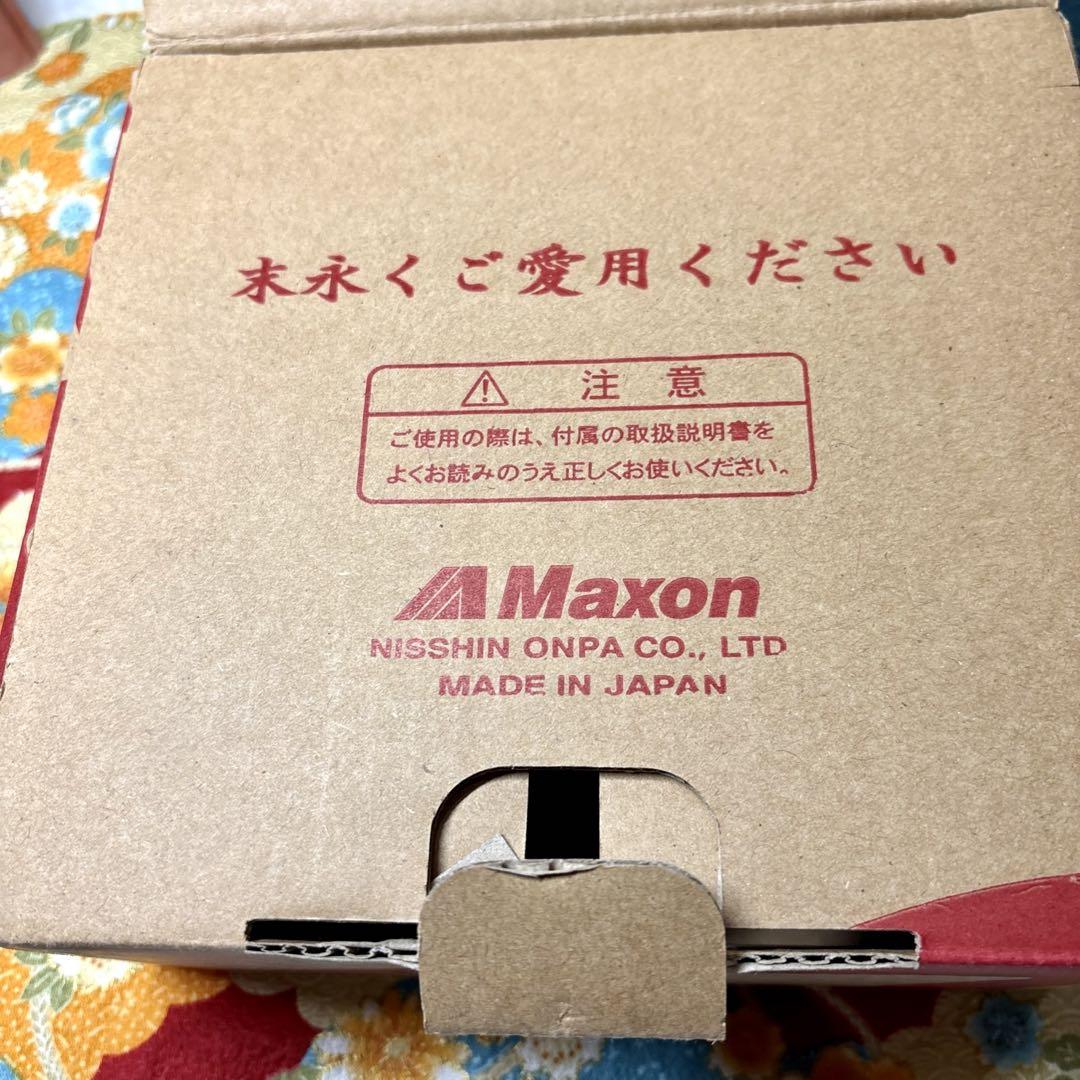 末永くご愛用ください
注 意
ご使用の際は、付属の取扱説明書を
よくお読みのうえ正しくお使いください。
Maxon
NISSHIN ONPA CO., LTD
MADE IN JAPAN